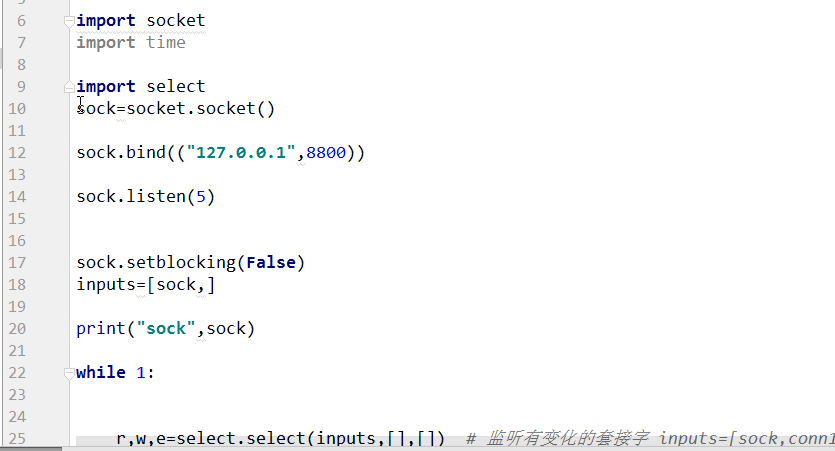 6 import socket
7 import time
8
9 import select
10 sock=socket.socket()
11
12 sock.bind(("127.0.0.1",8800))
13
14 sock.listen(5)
15
16
17 sock.setblocking(False)
18 inputs=[sock,]
19
20 print("sock",sock)
21
22 while 1:
23
24
25 r,w,e=select.select(inputs,[],[]) # 监听有变化的套接字 inputs=[sock,conn1